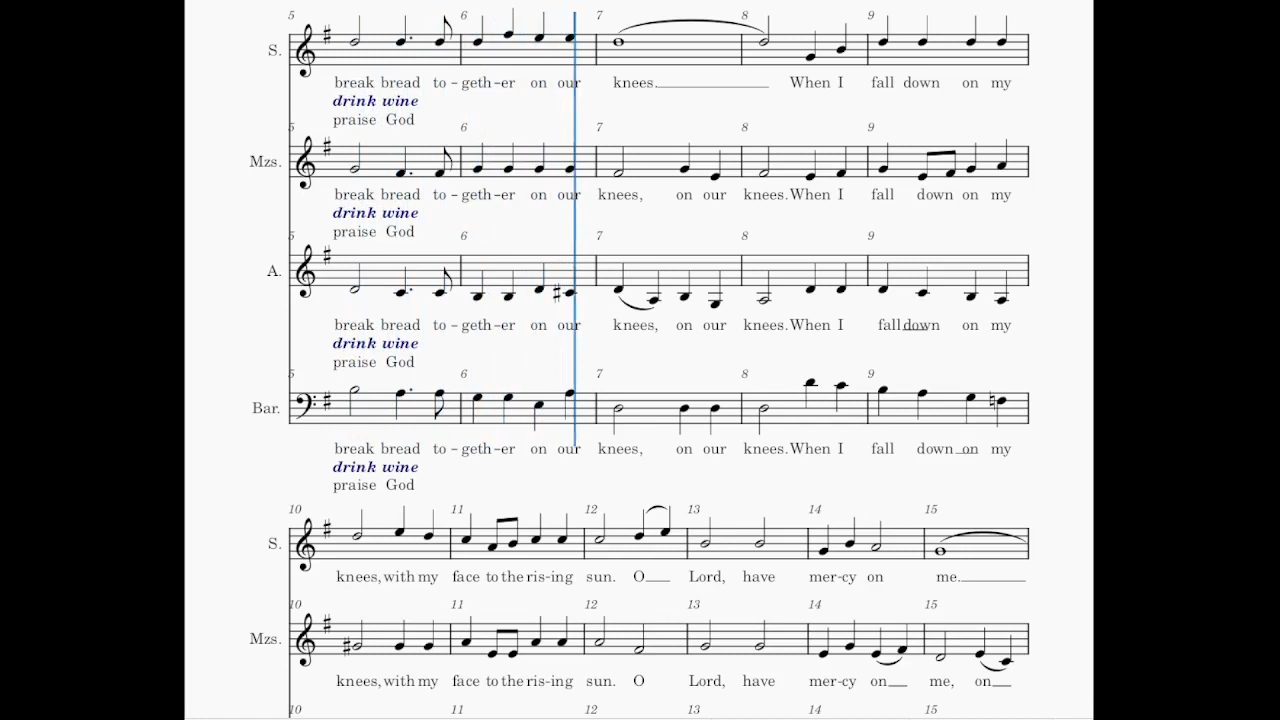 5 6 7 8 9
S.
break bread to - geth-er on our knees. When I fall down on my
drink wine
praise God
5 6 7 8 9
Mzs.
break bread to - geth-er on our knees, on our knees. When I fall down on my
drink wine
praise God
5 6 7 8 9
A.
break bread to - geth-er on our knees, on our knees. When I fall down on my
drink wine
praise God
5 6 7 8 9
Bar.
break bread to - geth-er on our knees, on our knees. When I fall down on my
drink wine
praise God
10 11 12 13 14 15
S.
knees, with my face to the ris-ing sun. O Lord, have mer-cy on me.
10 11 12 13 14 15
Mzs.
knees, with my face to the ris-ing sun. O Lord, have mer-cy on me, on
10 11 12 13 14 15